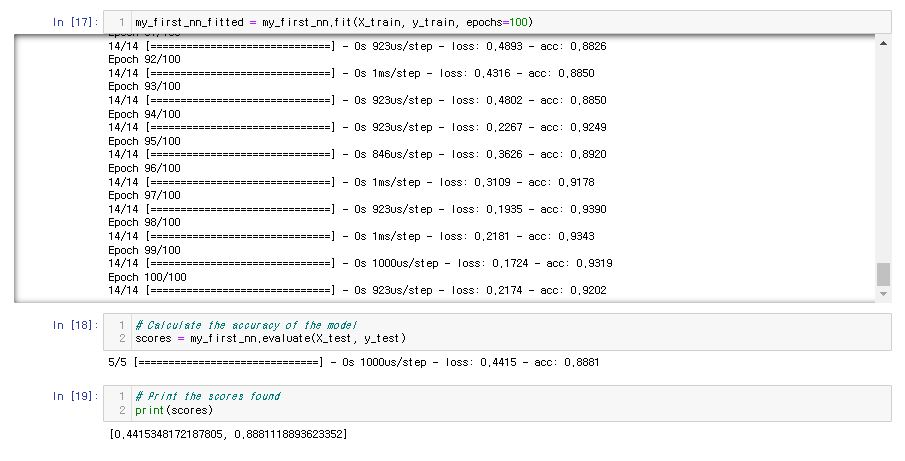 In [17]: 1 my_first_nn_fitted = my_first_nn.fit(X_train, y_train, epochs=100)
14/14 [==============================] - 0s 923us/step - loss: 0.4893 - acc: 0.8826
Epoch 92/100
14/14 [==============================] - 0s 1ms/step - loss: 0.4316 - acc: 0.8850
Epoch 93/100
14/14 [==============================] - 0s 923us/step - loss: 0.4802 - acc: 0.8850
Epoch 94/100
14/14 [==============================] - 0s 923us/step - loss: 0.2267 - acc: 0.9249
Epoch 95/100
14/14 [==============================] - 0s 846us/step - loss: 0.3626 - acc: 0.8920
Epoch 96/100
14/14 [==============================] - 0s 1ms/step - loss: 0.3109 - acc: 0.9178
Epoch 97/100
14/14 [==============================] - 0s 923us/step - loss: 0.1935 - acc: 0.9390
Epoch 98/100
14/14 [==============================] - 0s 1ms/step - loss: 0.2181 - acc: 0.9343
Epoch 99/100
14/14 [==============================] - 0s 1000us/step - loss: 0.1724 - acc: 0.9319
Epoch 100/100
14/14 [==============================] - 0s 923us/step - loss: 0.2174 - acc: 0.9202
In [18]: 1 # Calculate the accuracy of the model
2 scores = my_first_nn.evaluate(X_test, y_test)
5/5 [==============================] - 0s 1000us/step - loss: 0.4415 - acc: 0.8881
In [19]: 1 # Print the scores found
2 print(scores)
[0.4415348172187805, 0.8881118893623352]